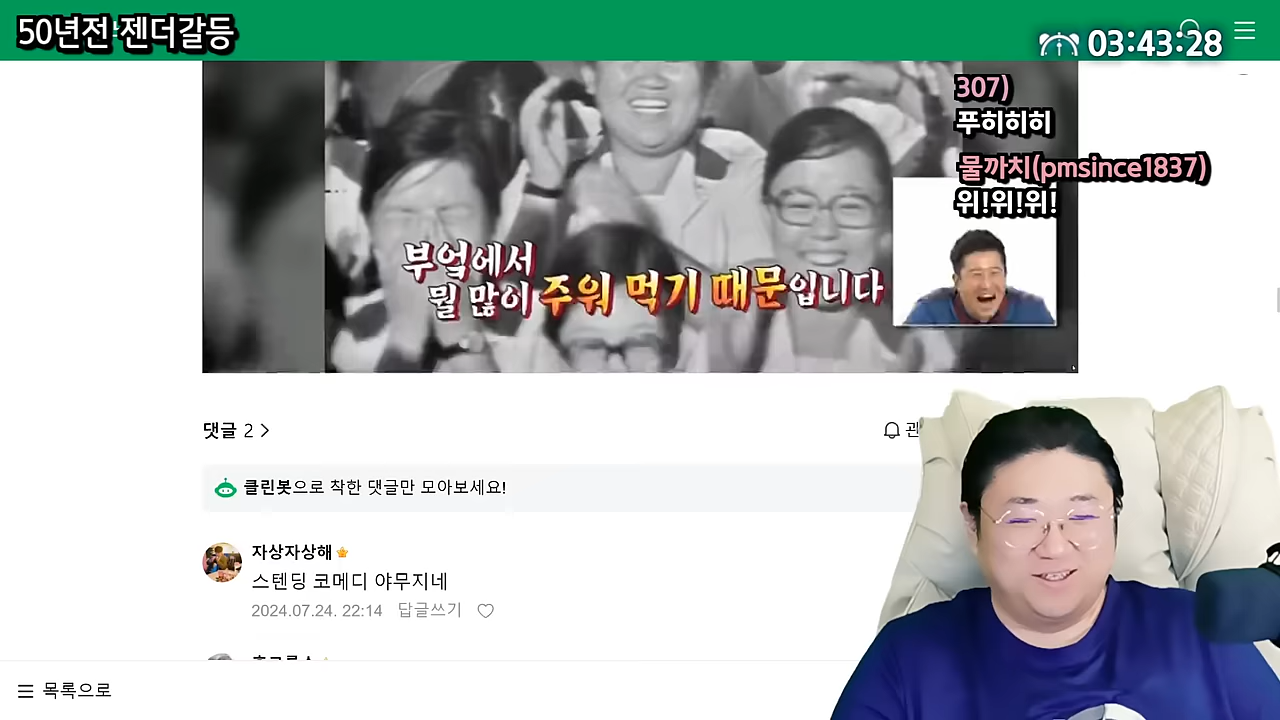 50년전 젠더갈등
03:43:28
307)
푸히히히
물까치(pmsince1837)
위!위!위!
부엌에서
뭘 많이 주워 먹기 때문입니다
댓글 2
관
클린봇으로 착한 댓글만 모아보세요!
자상자상해
스텐딩 코메디 야무지네
2024.07.24. 22:14 답글쓰기
목록으로